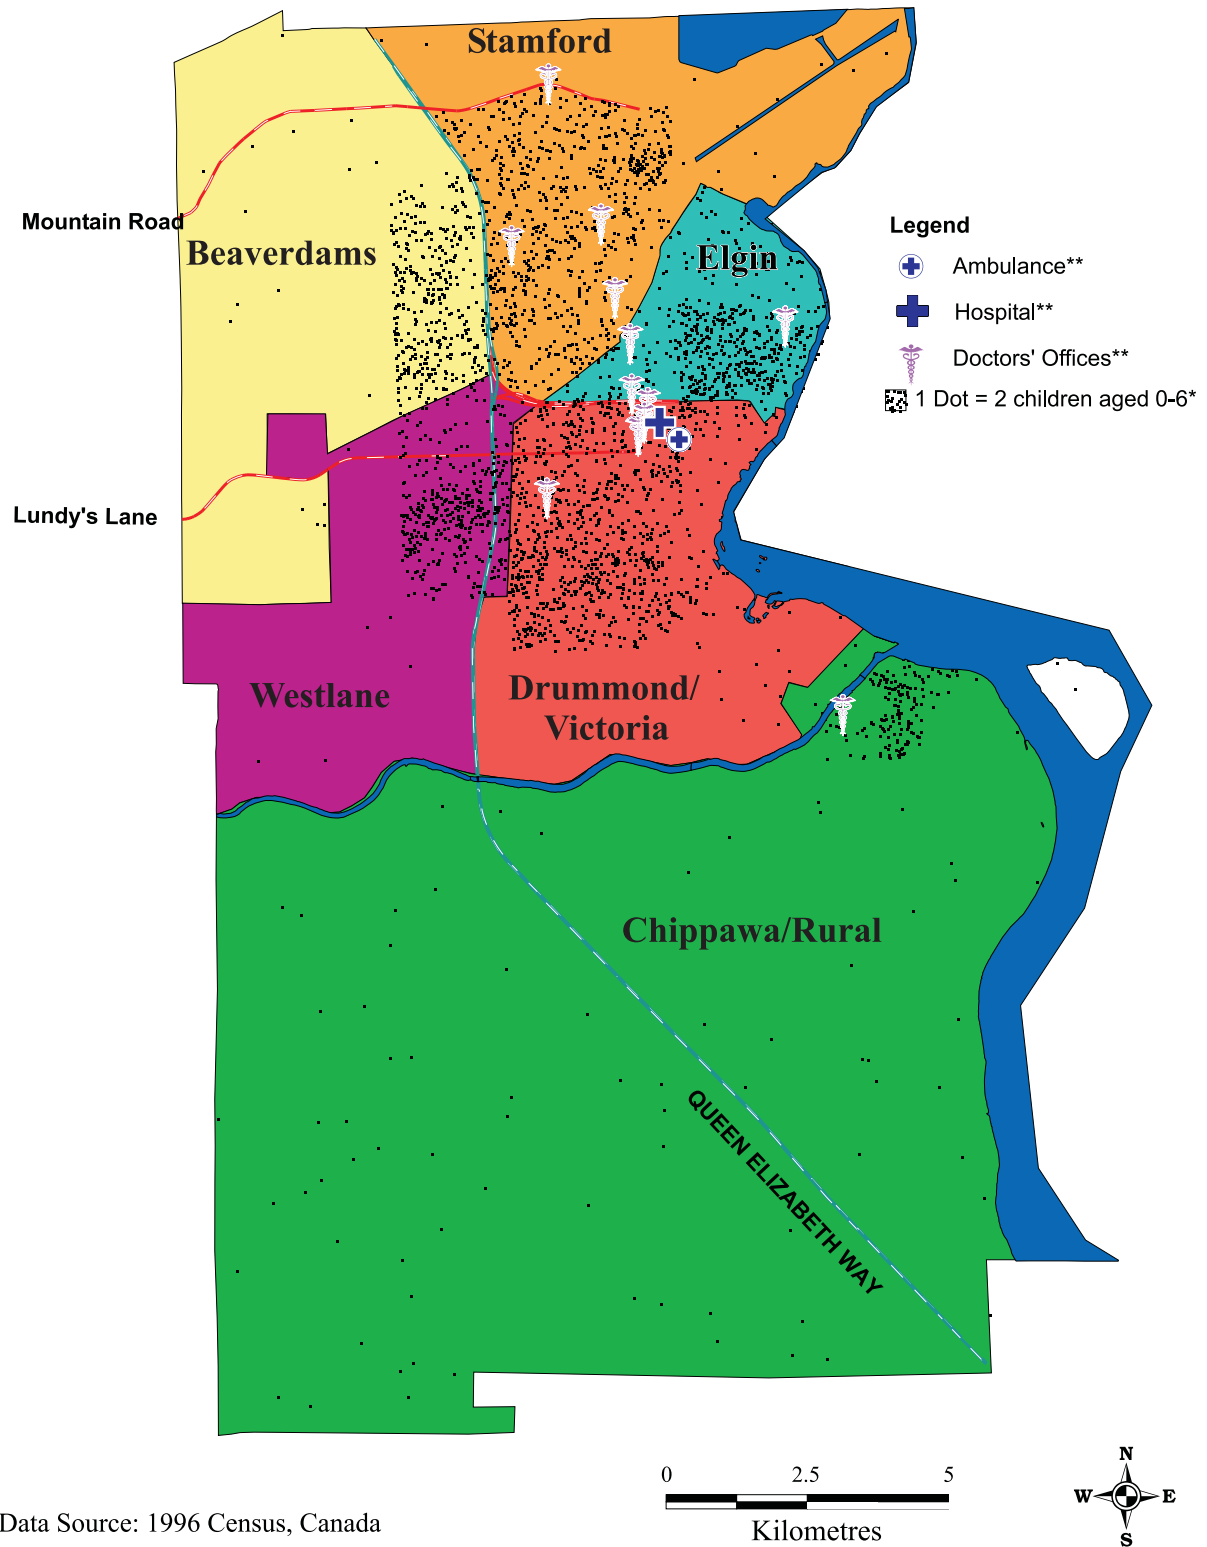 Stamford
Mountain Road
Beaverdams
Elgin
Legend
Ambulance**
Hospital**
Doctors' Offices**
1 Dot = 2 children aged 0-6*
Lundy's Lane
Westlane
Drummond/
Victoria
Chippawa/Rural
QUEEN ELIZABETH WAY
0 2.5 5
Kilometres
N
W E
S
Data Source: 1996 Census, Canada